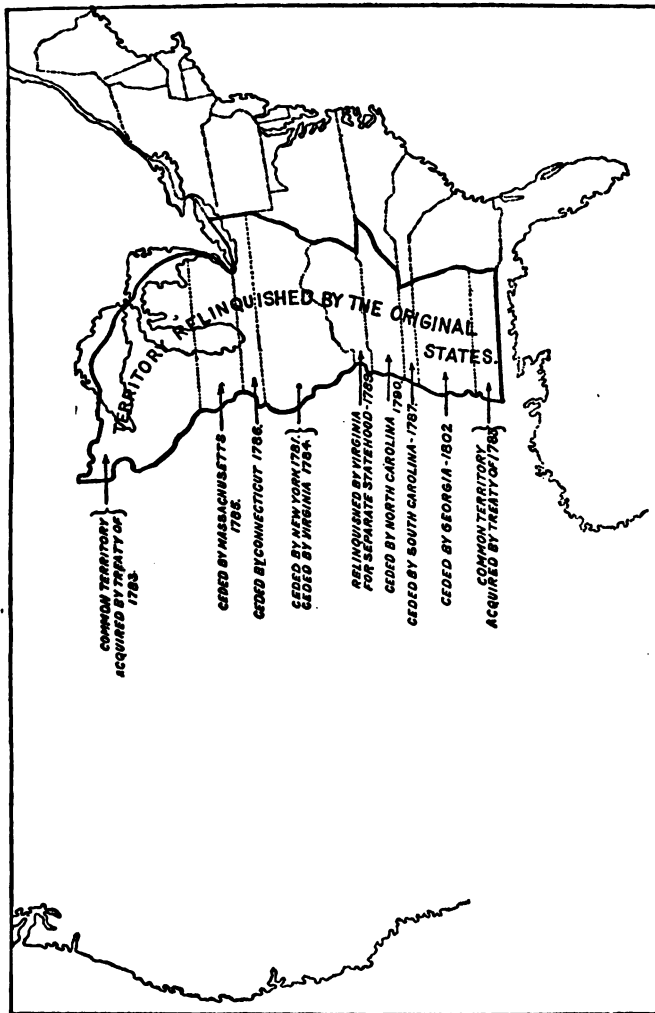 TERRITORY RELINQUISHED BY THE ORIGINAL
STATES.
COMMON TERRITORY
ACQUIRED BY TREATY OF
1783.
CEDED BY MASSACHUSETTS
1785.
CEDED BY CONNECTICUT 1786.
CEDED BY NEW YORK 1781.
CEDED BY VIRGINIA 1784.
RELINQUISHED BY VIRGINIA
FOR SEPARATE STATEHOOD-1789.
CEDED BY NORTH CAROLINA
1790.
CEDED BY SOUTH CAROLINA-1787.
CEDED BY GEORGIA-1802
COMMON TERRITORY
ACQUIRED BY TREATY OF 1783.